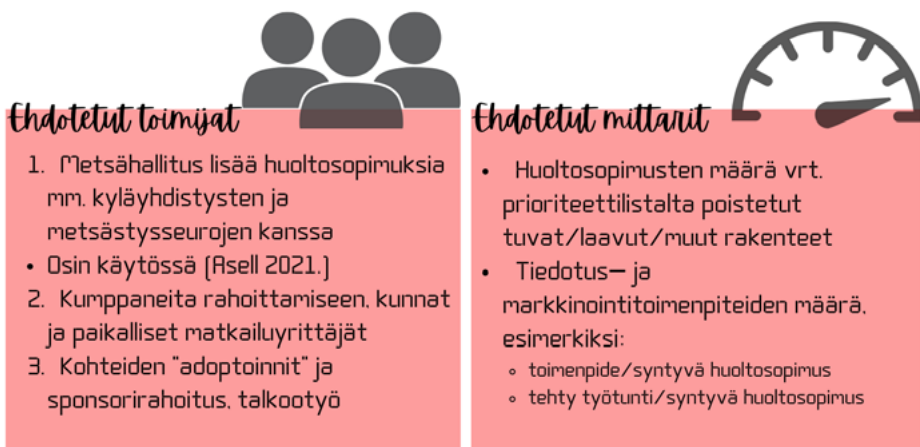 Ehdotetut toimijat
1. Metsähallitus lisää huoltosopimuksia
mm. kyläyhdistysten ja
metsästysseurojen kanssa
• Osin käytössä (Asell 2021.)
2. Kumppaneita rahoittamiseen, kunnat
ja paikalliset matkailuyrittäjät
3. Kohteiden "adoptoinnit" ja
sponsorirahoitus, talkootyö
Ehdotetut mittarit
• Huoltosopimusten määrä vrt.
prioriteettilistalta poistetut
tuvat/laavut/muut rakenteet
• Tiedotus– ja
markkinointitoimenpiteiden määrä,
esimerkiksi:
◦ toimenpide/syntyvä huoltosopimus
◦ tehty työtunti/syntyvä huoltosopimus